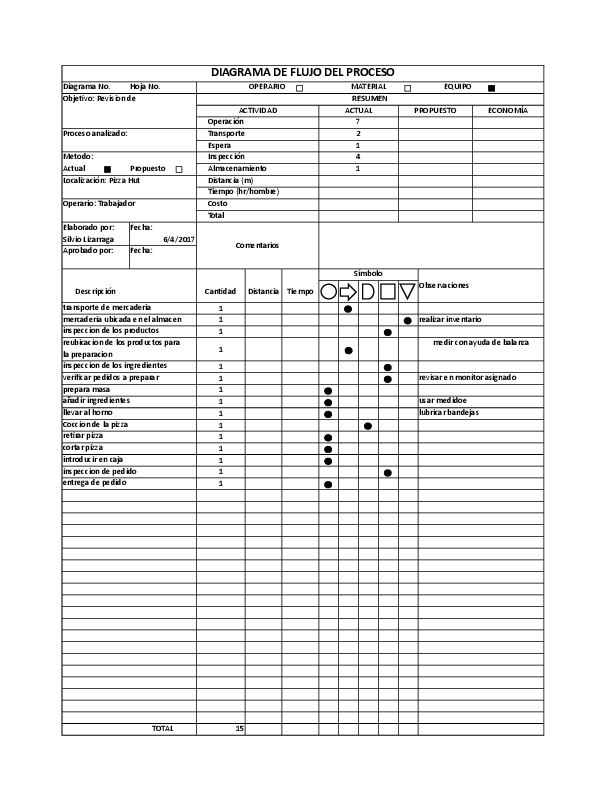 DIAGRAMA DE FLUJO DEL PROCESO
Diagrama No. Hoja No. OPERARIO □ MATERIAL □ EQUIPO ■
Objetivo: Revision de RESUMEN
ACTIVIDAD ACTUAL PROPUESTO ECONOMÍA
Operación 7
Proceso analizado: Transporte 2
Espera 1
Metodo: Inspección 4
Actual ■ Propuesto □ Almacenamiento 1
Localización: Pizza Hut Distancia (m)
Tiempo (hr/hombre)
Operario: Trabajador Costo
Total
Elaborado por: Fecha:
Silvio Lizarraga 6/4/2017 Comentarios
Aprobado por: Fecha:
Símbolo
Descripción Cantidad Distancia Tiempo Observaciones
transporte de mercaderia 1
mercaderia ubicada en el almacen 1 realizar inventario
inspeccion de los productos 1
reubicacion de los productos para
la preparacion 1 medir con ayuda de balanza
inspeccion de los ingredientes 1
verificar pedidos a preparar 1 revisar en monitor asignado
prepara masa 1
añadir ingredientes 1 usar medidoe
llevar al horno 1 lubricar bandejas
Coccion de la pizza 1
retirar pizza 1
cortar pizza 1
introducir en caja 1
inspeccion de pedido 1
entrega de pedido 1
TOTAL 15